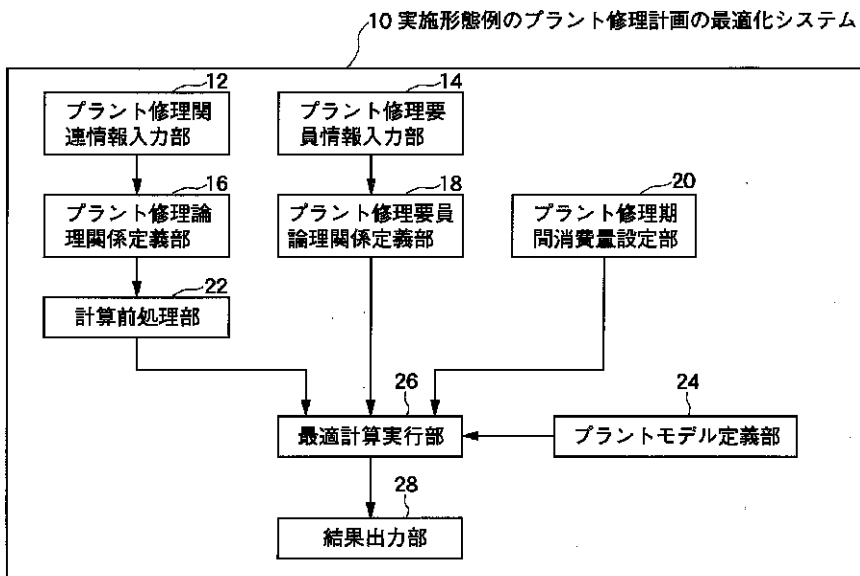 10 実施形態例のプラント修理計画の最適化システム
12
プラント修理関
連情報入力部
14
プラント修理要
員情報入力部
16
プラント修理論
理関係定義部
18
プラント修理要員
論理関係定義部
20
プラント修理期
間消費量設定部
22
計算前処理部
26
最適計算実行部
24
プラントモデル定義部
28
結果出力部